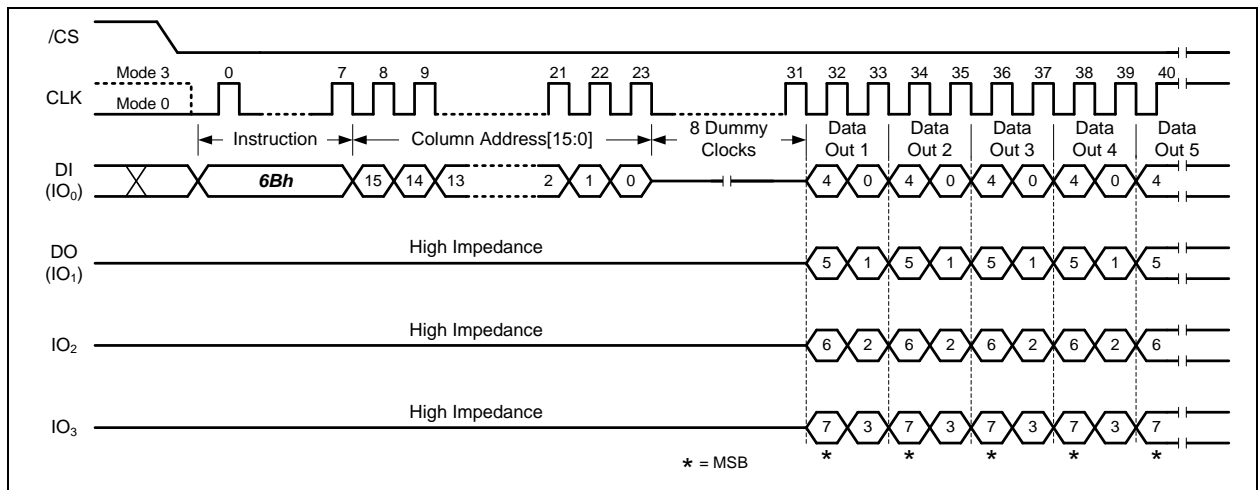 /CS
Mode 3
0 7 8 9 21 22 23 31 32 33 34 35 36 37 38 39 40
CLK
Mode 0
Instruction Column Address[15:0] 8 Dummy Clocks Data Out 1 Data Out 2 Data Out 3 Data Out 4 Data Out 5
DI
(IO₀)
6Bh 15 14 13 2 1 0 4 0 4 0 4 0 4 0 4
DO
(IO₁)
High Impedance 5 1 5 1 5 1 5 1 5
IO₂ High Impedance 6 2 6 2 6 2 6 2 6
IO₃ High Impedance 7 3 7 3 7 3 7 3 7
* * * * *
* = MSB